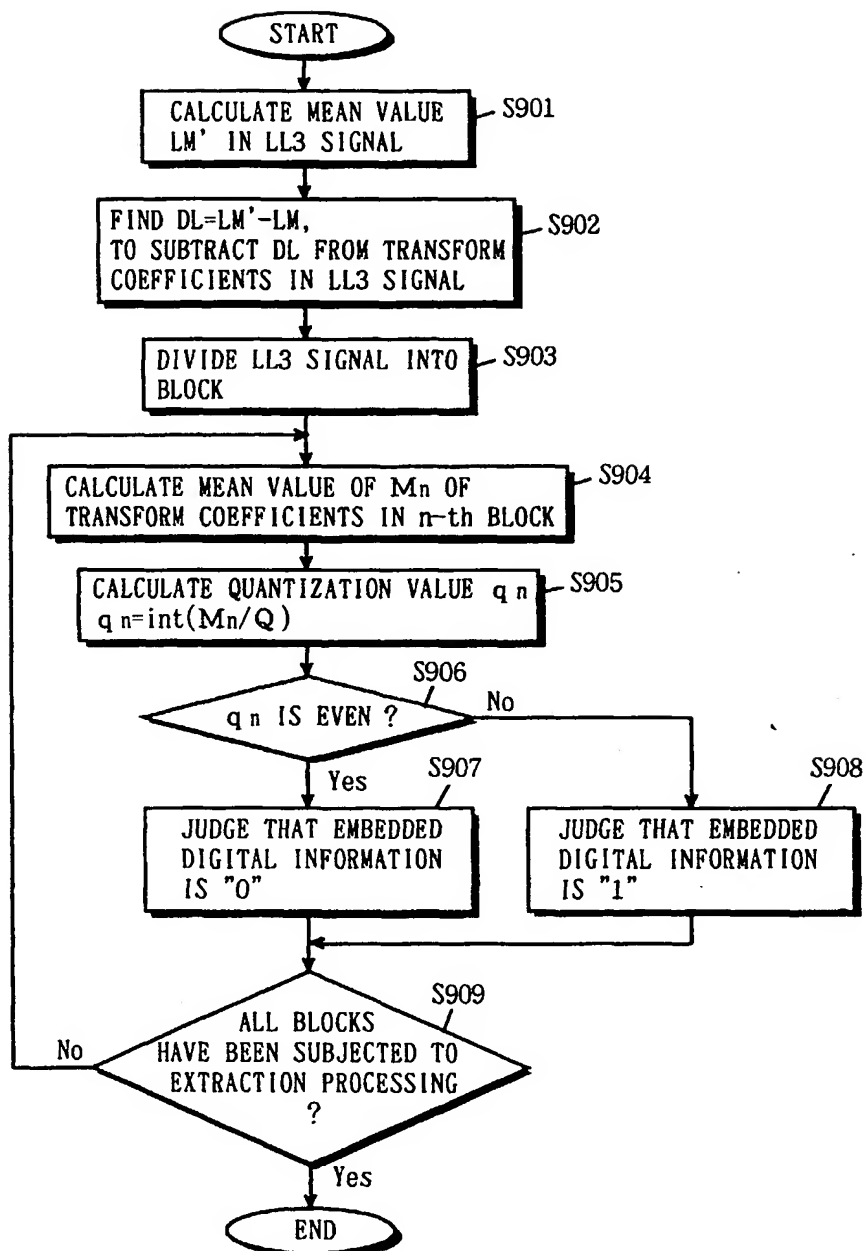 START
CALCULATE MEAN VALUE
LM' IN LL3 SIGNAL
S901
FIND DL=LM'-LM,
TO SUBTRACT DL FROM TRANSFORM
COEFFICIENTS IN LL3 SIGNAL
S902
DIVIDE LL3 SIGNAL INTO
BLOCK
S903
CALCULATE MEAN VALUE OF Mn OF
TRANSFORM COEFFICIENTS IN n-th BLOCK
S904
CALCULATE QUANTIZATION VALUE qn
qn=int(Mn/Q)
S905
S906
qn IS EVEN ?
No
Yes
S907
JUDGE THAT EMBEDDED
DIGITAL INFORMATION
IS "0"
S908
JUDGE THAT EMBEDDED
DIGITAL INFORMATION
IS "1"
S909
ALL BLOCKS
HAVE BEEN SUBJECTED TO
EXTRACTION PROCESSING
?
No
Yes
END